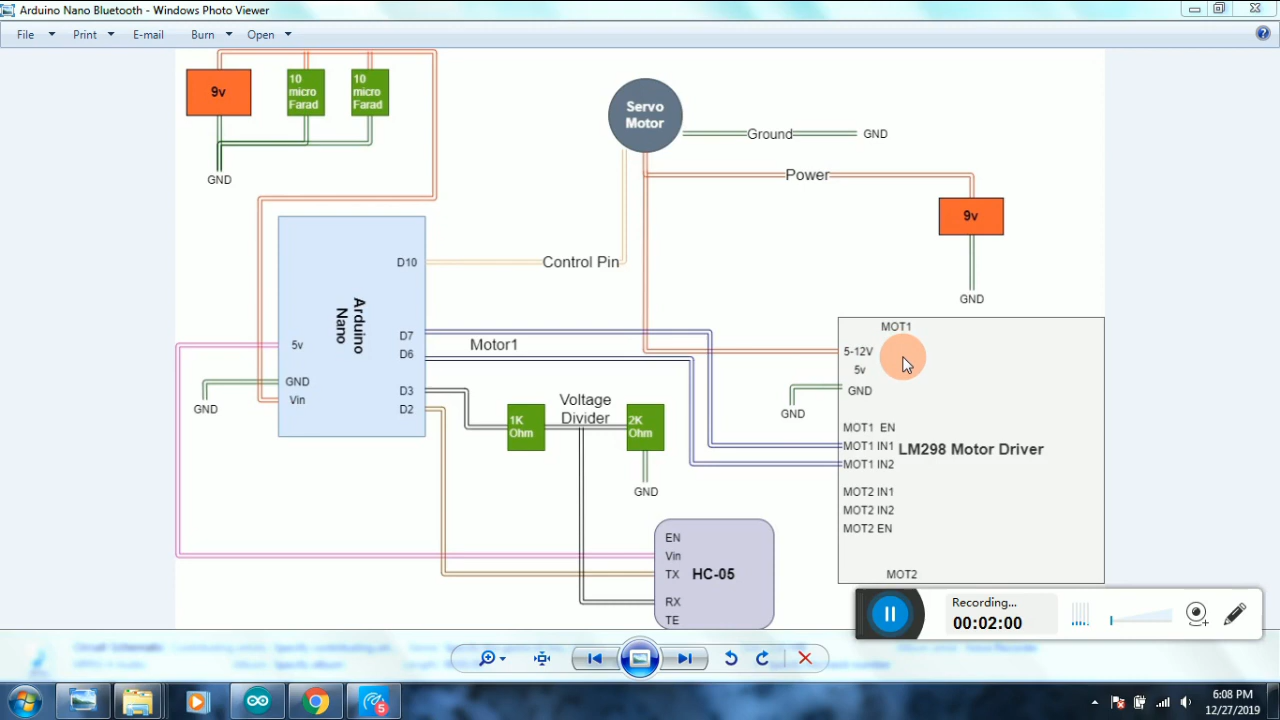 Arduino Nano Bluetooth - Windows Photo Viewer
File Print E-mail Burn Open
9v
10
micro
Farad
10
micro
Farad
GND
Servo
Motor
Ground
GND
Power
9v
GND
Arduino
Nano
D10
Control Pin
5v
D7
D6
Motor1
GND
D3
Vin
D2
GND
Voltage
Divider
1K
Ohm
2K
Ohm
GND
MOT1
5-12V
5v
GND
GND
MOT1 EN
MOT1 IN1
LM298 Motor Driver
MOT1 IN2
MOT2 IN1
MOT2 IN2
MOT2 EN
MOT2
EN
Vin
TX
HC-05
RX
TE
Recording...
00:02:00
5
6:08 PM
12/27/2019